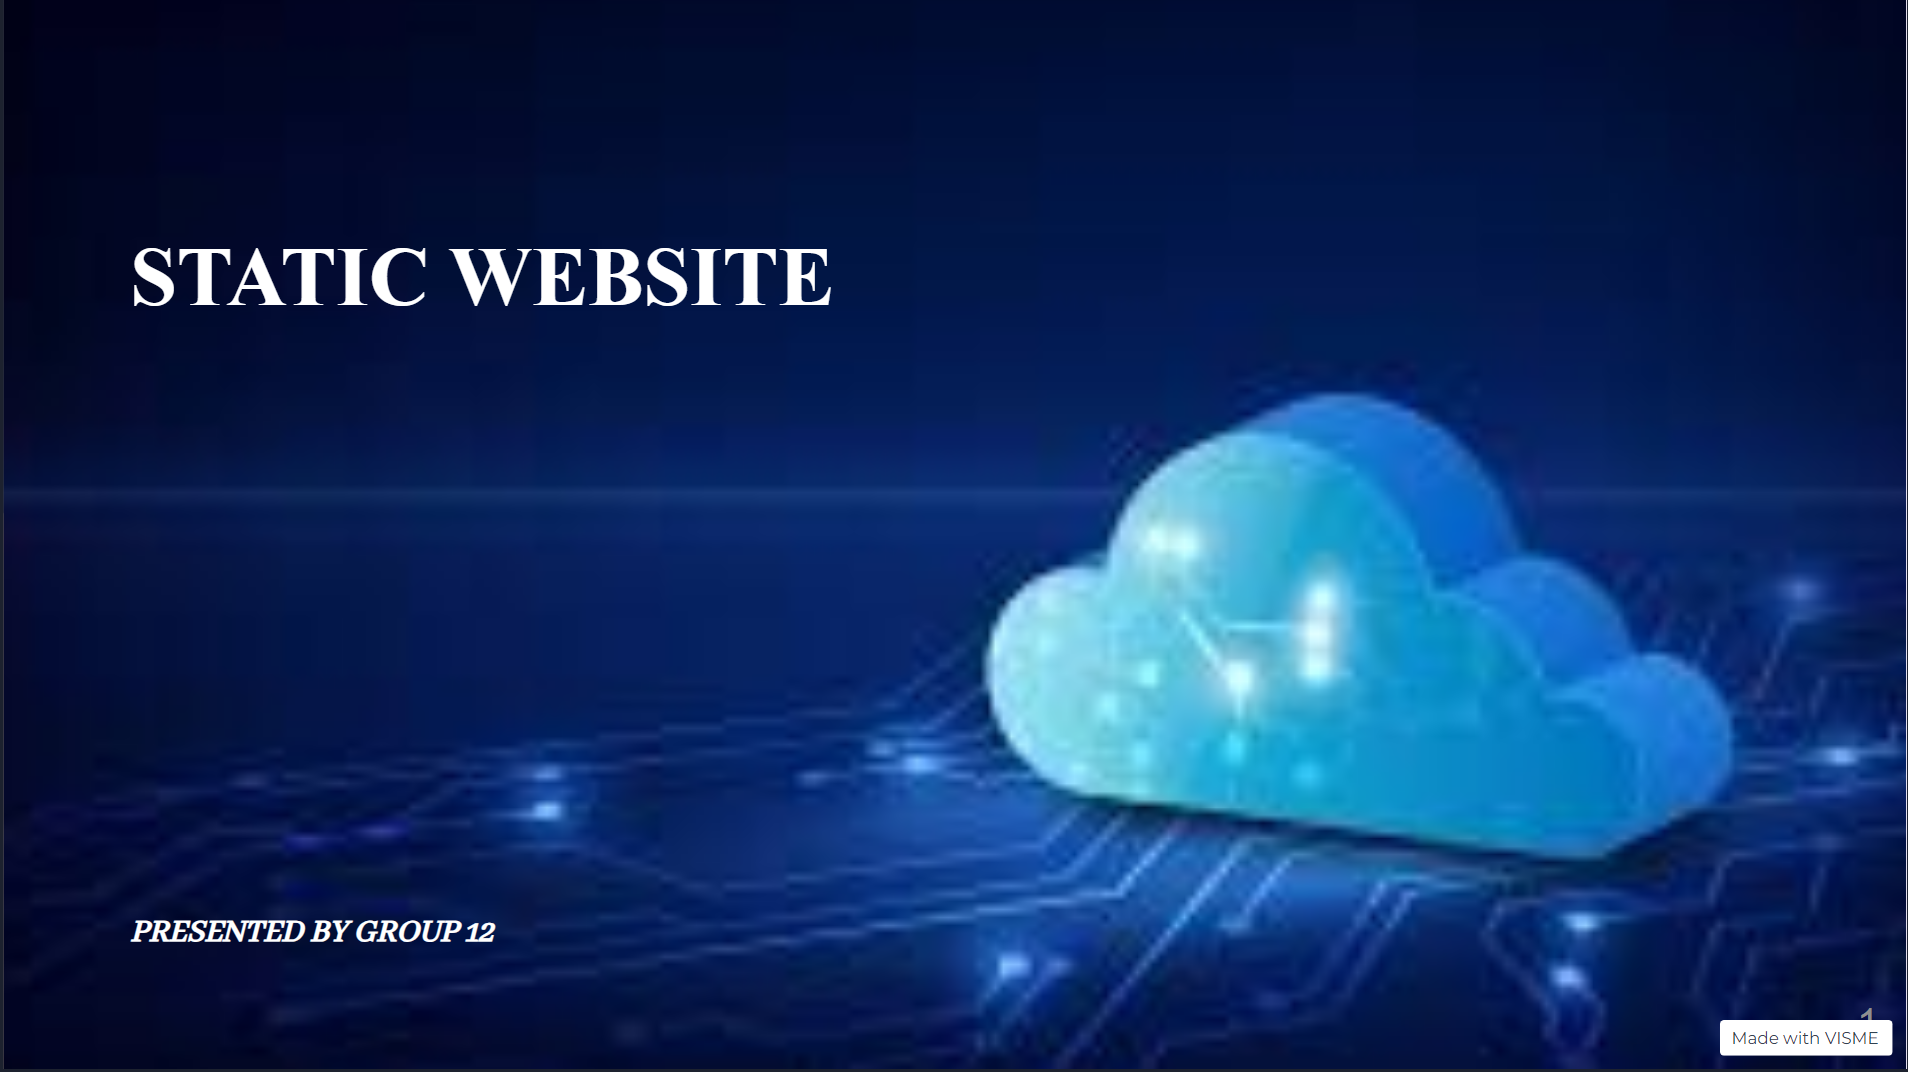 STATIC WEBSITE
PRESENTED BY GROUP 12
1
Made with VISME